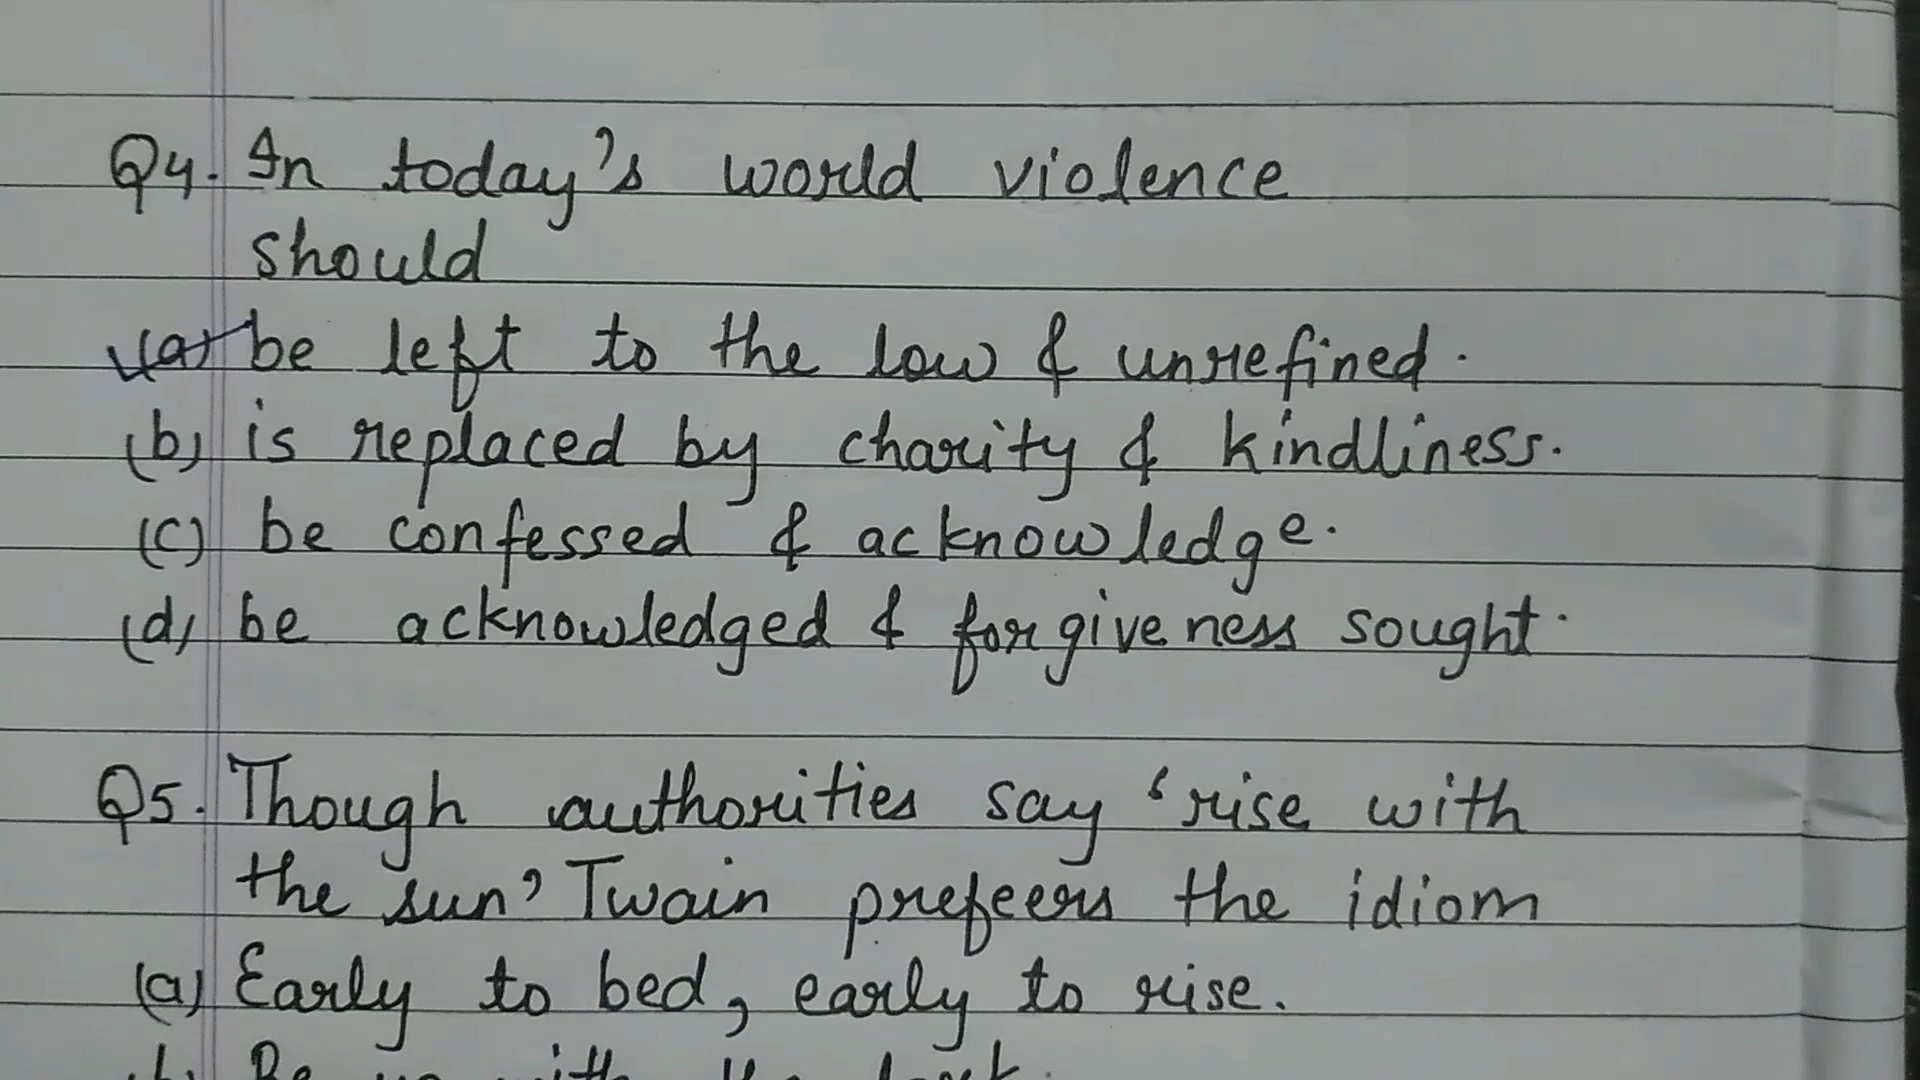 Q4. In today's world violence
should
(a) be left to the low & unrefined.
(b) is replaced by charity & kindliness.
(c) be confessed & acknowledge.
(d) be acknowledged & forgiveness sought.
Q5. Though authorities say 'rise with
the sun' Twain prefeers the idiom
(a) Early to bed, early to rise.